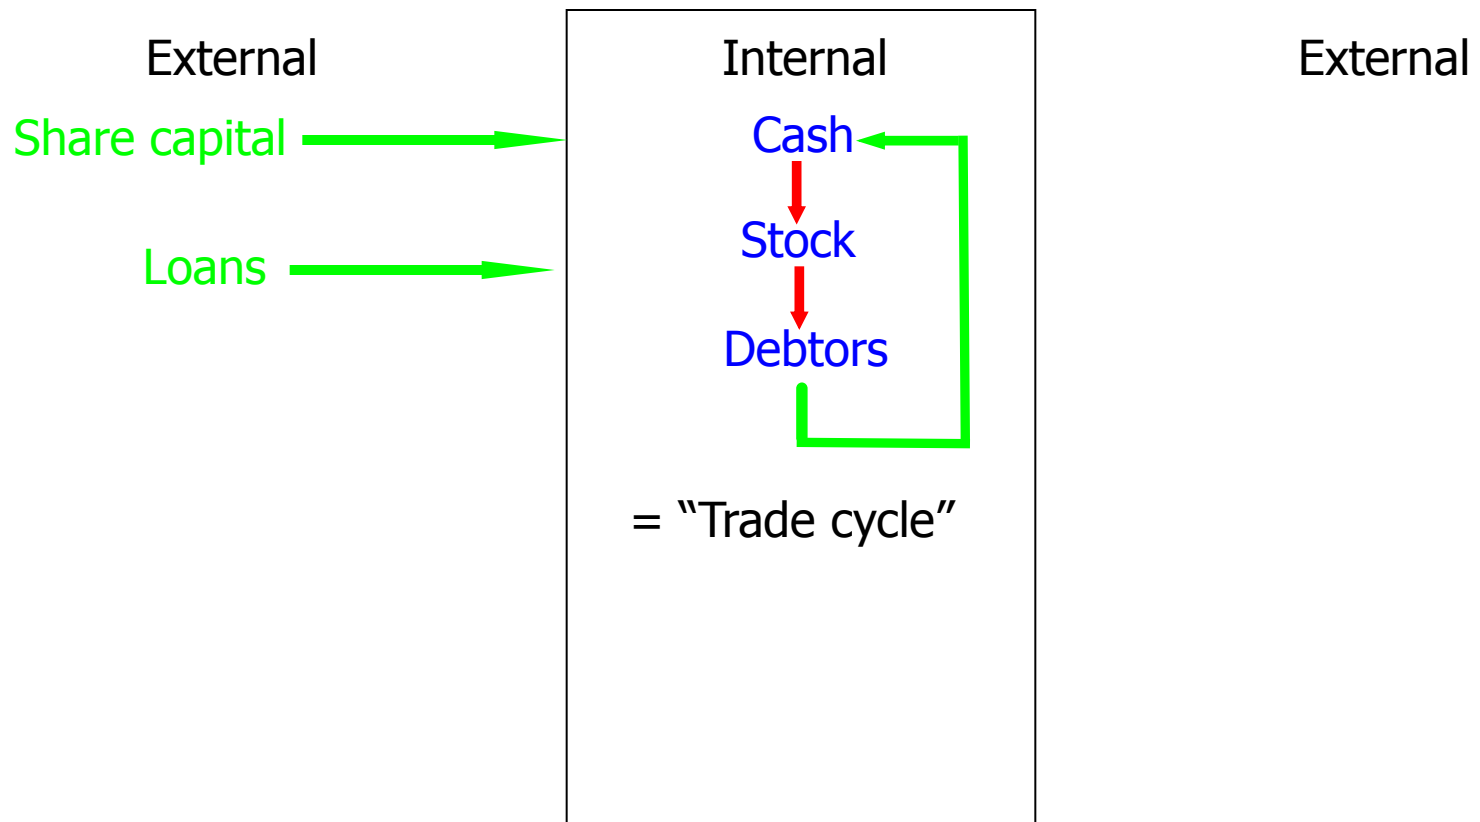 External
Internal
External
Share capital
Cash
Stock
Loans
Debtors
= “Trade cycle”